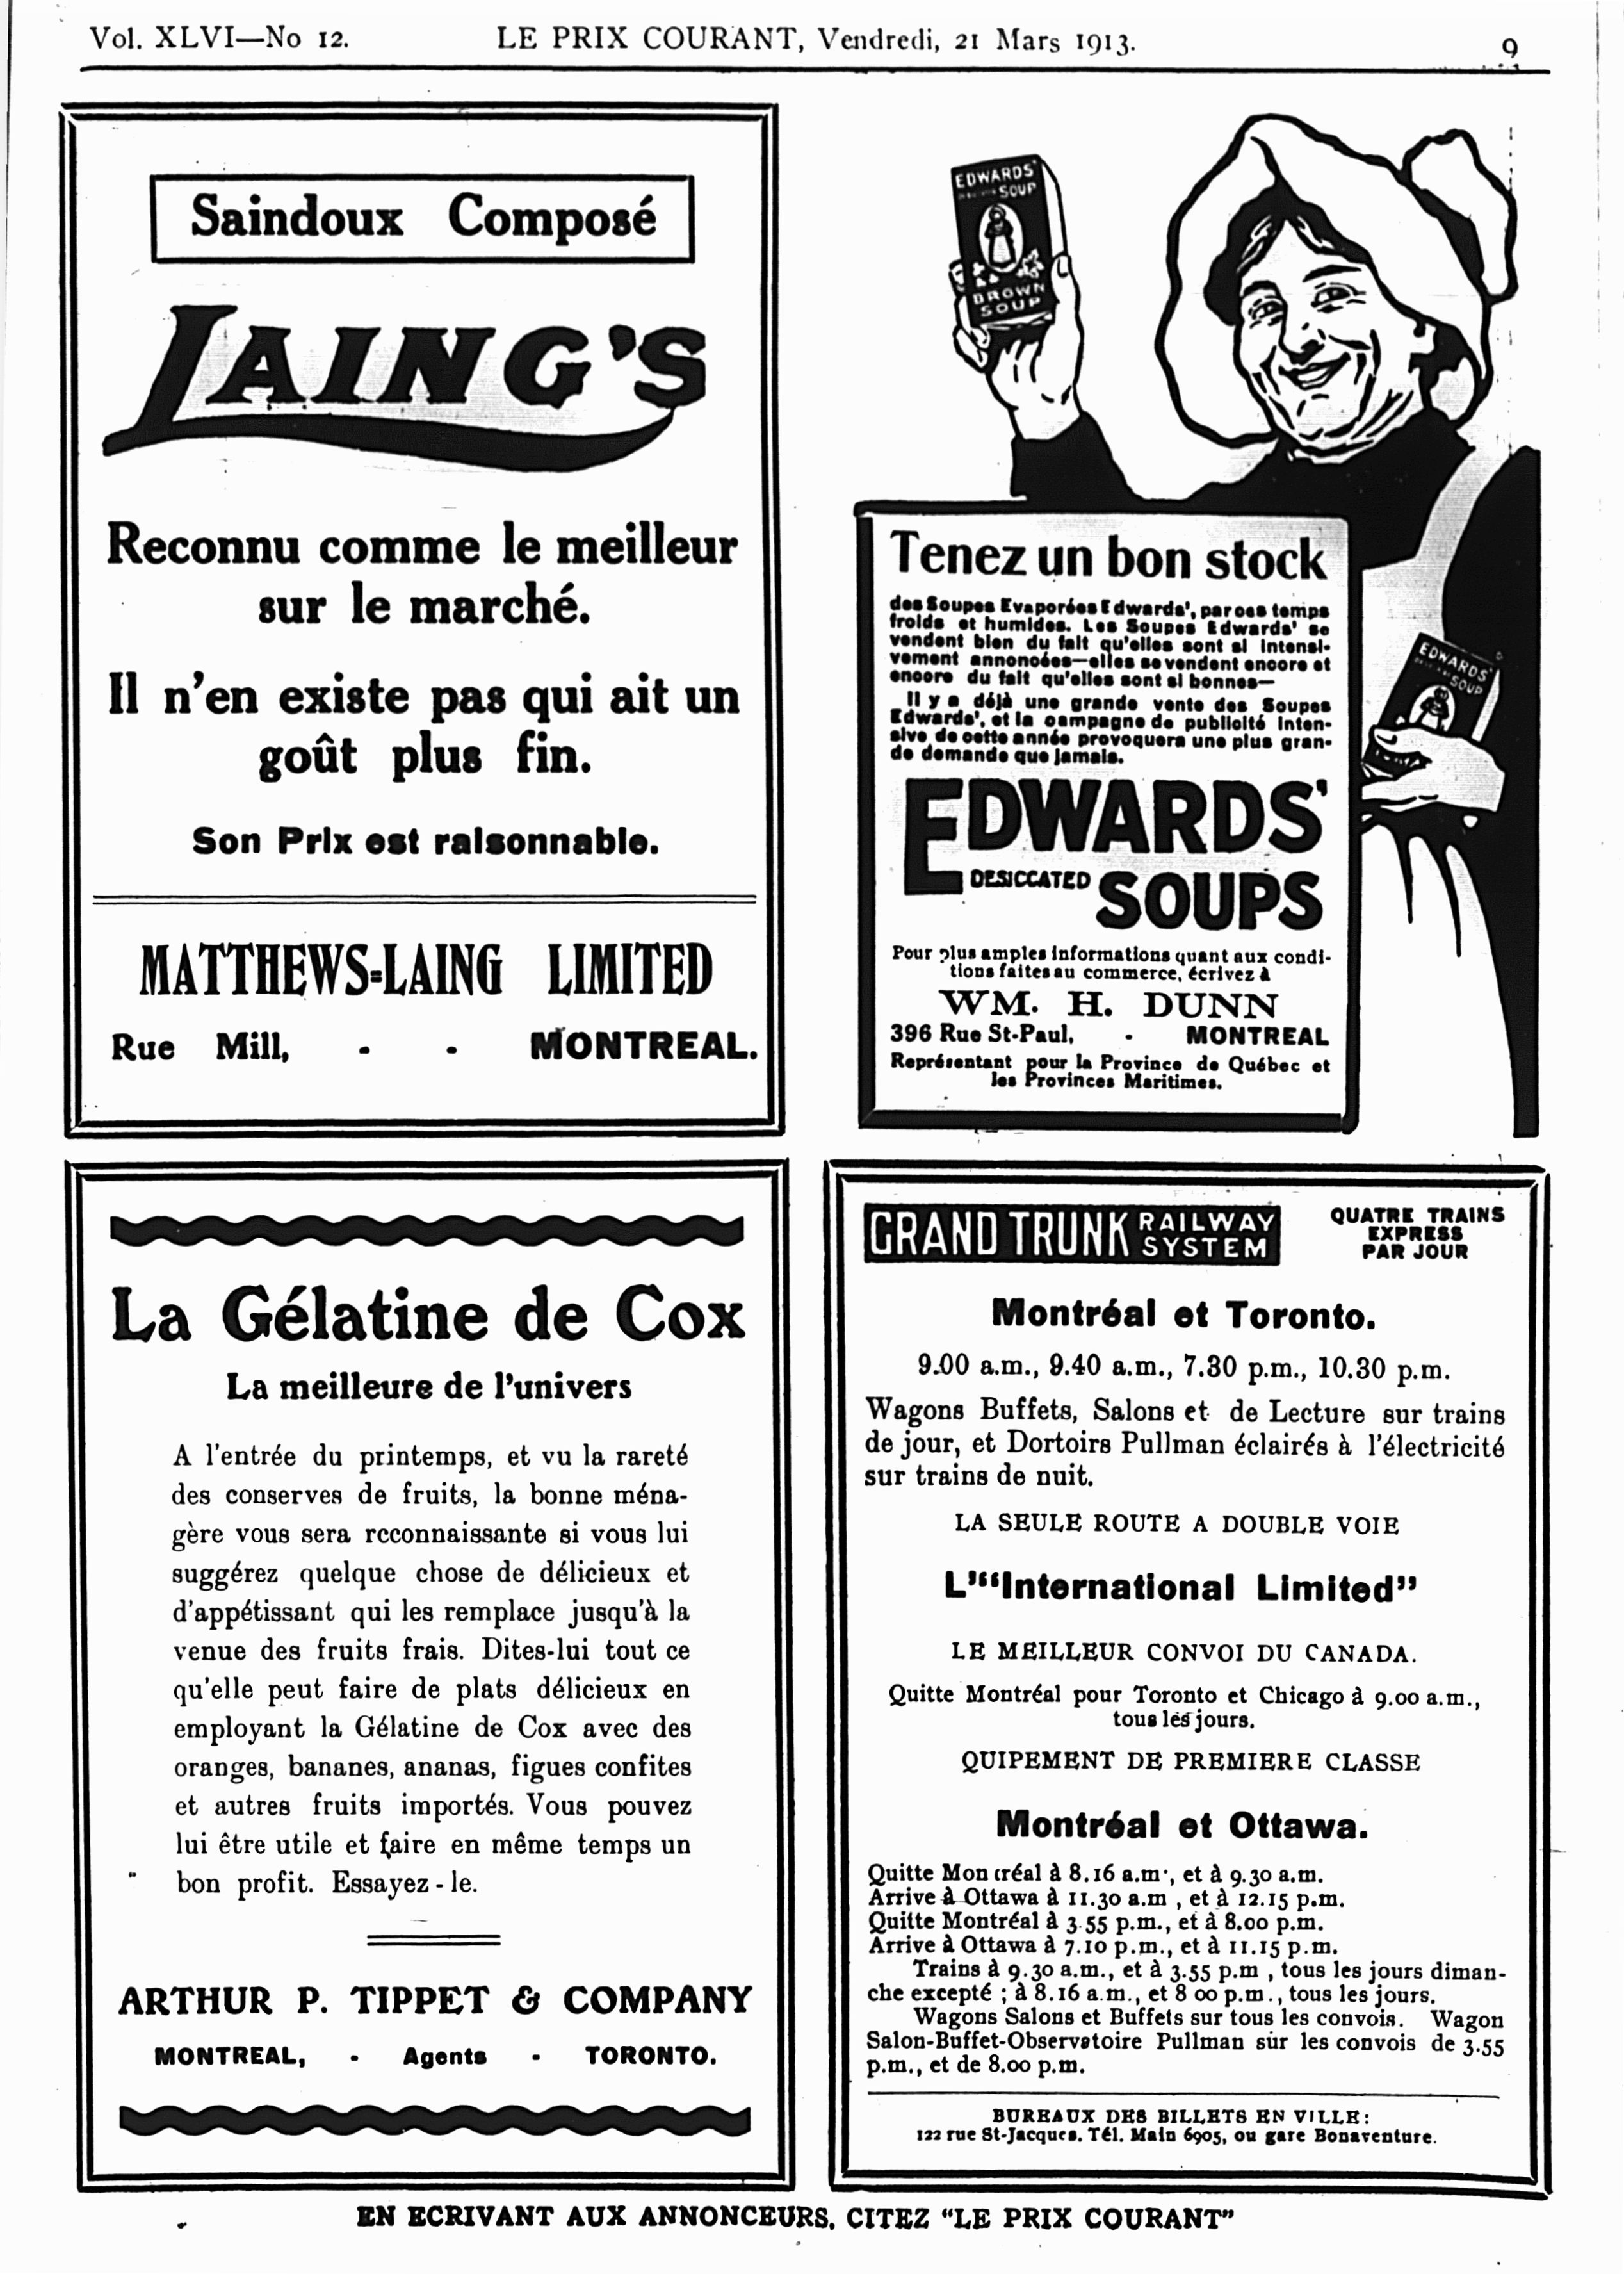 Vol. XLVI—No 12. LE PRIX COURANT, Vendredi, 21 Mars 1913. 9
Saindoux Composé
LAING'S
Reconnu comme le meilleur
sur le marché.
Il n'en existe pas qui ait un
goût plus fin.
Son Prix est raisonnable.
MATTHEWS-LAING LIMITED
Rue Mill, - - MONTREAL.
EDWARDS'
SOUP
BROWN
SOUP
EDWARDS'
SOUP
Tenez un bon stock
des Soupes Evaporées Edwards', par ces temps
froids et humides. Les Soupes Edwards' se
vendent bien du fait qu'elles sont si intensi-
vement annoncées—elles se vendent encore et
encore du fait qu'elles sont si bonnes—
Il y a déjà une grande vente des Soupes
Edwards', et la campagne de publicité inten-
sive de cette année provoquera une plus gran-
de demande que jamais.
EDWARDS'
DESICCATED SOUPS
Pour plus amples informations quant aux condi-
tions faites au commerce, écrivez à
WM. H. DUNN
396 Rue St-Paul, - MONTREAL
Représentant pour la Province de Québec et
les Provinces Maritimes.
La Gélatine de Cox
La meilleure de l'univers
A l'entrée du printemps, et vu la rareté
des conserves de fruits, la bonne ména-
gère vous sera reconnaissante si vous lui
suggérez quelque chose de délicieux et
d'appétissant qui les remplace jusqu'à la
venue des fruits frais. Dites-lui tout ce
qu'elle peut faire de plats délicieux en
employant la Gélatine de Cox avec des
oranges, bananes, ananas, figues confites
et autres fruits importés. Vous pouvez
lui être utile et faire en même temps un
bon profit. Essayez-le.
ARTHUR P. TIPPET & COMPANY
MONTREAL, - Agents - TORONTO.
GRAND TRUNK RAILWAY SYSTEM
QUATRE TRAINS
EXPRESS
PAR JOUR
Montréal et Toronto.
9.00 a.m., 9.40 a.m., 7.30 p.m., 10.30 p.m.
Wagons Buffets, Salons et de Lecture sur trains
de jour, et Dortoirs Pullman éclairés à l'électricité
sur trains de nuit.
LA SEULE ROUTE A DOUBLE VOIE
L'"International Limited"
LE MEILLEUR CONVOI DU CANADA.
Quitte Montréal pour Toronto et Chicago à 9.00 a.m.,
tous les jours.
QUIPEMENT DE PREMIERE CLASSE
Montréal et Ottawa.
Quitte Montréal à 8.16 a.m., et à 9.30 a.m.
Arrive à Ottawa à 11.30 a.m , et à 12.15 p.m.
Quitte Montréal à 3.55 p.m., et à 8.00 p.m.
Arrive à Ottawa à 7.10 p.m., et à 11.15 p.m.
Trains à 9.30 a.m., et à 3.55 p.m , tous les jours diman-
che excepté ; à 8.16 a.m., et 8 00 p.m., tous les jours.
Wagons Salons et Buffets sur tous les convois. Wagon
Salon-Buffet-Observatoire Pullman sur les convois de 3.55
p.m., et de 8.00 p.m.
BUREAUX DES BILLETS EN VILLE:
122 rue St-Jacques. Tél. Main 6905, ou gare Bonaventure.
EN ECRIVANT AUX ANNONCEURS, CITEZ "LE PRIX COURANT"